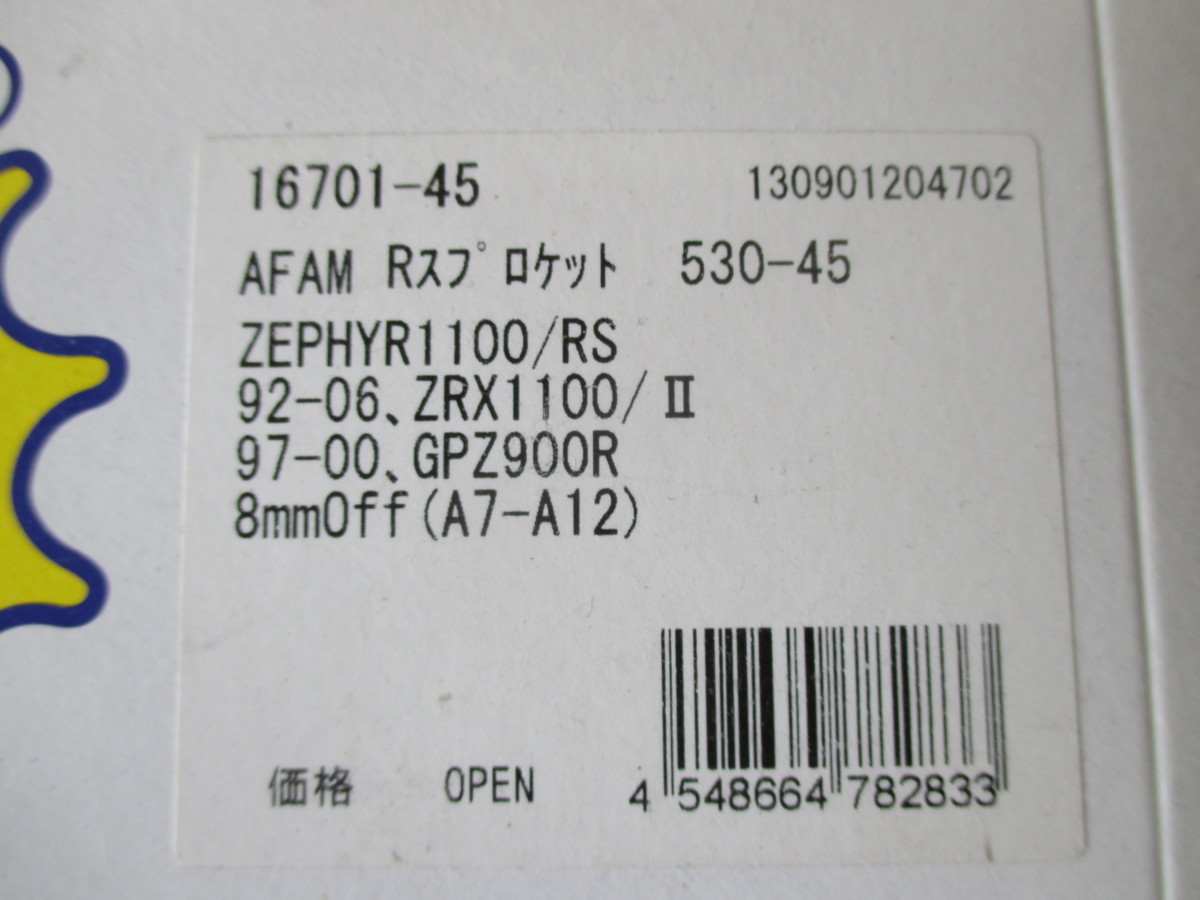 16701-45 130901204702
AFAM Rｽﾌﾟﾛｹｯﾄ 530-45
ZEPHYR1100/RS
92-06、ZRX1100/Ⅱ
97-00、GPZ900R
8mmOff(A7-A12)
価格 OPEN
4 548664 782833